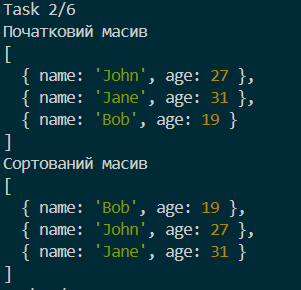 Task 2/6
Початковий масив
[
  { name: 'John', age: 27 },
  { name: 'Jane', age: 31 },
  { name: 'Bob', age: 19 }
]
Сортований масив
[
  { name: 'Bob', age: 19 },
  { name: 'John', age: 27 },
  { name: 'Jane', age: 31 }
]